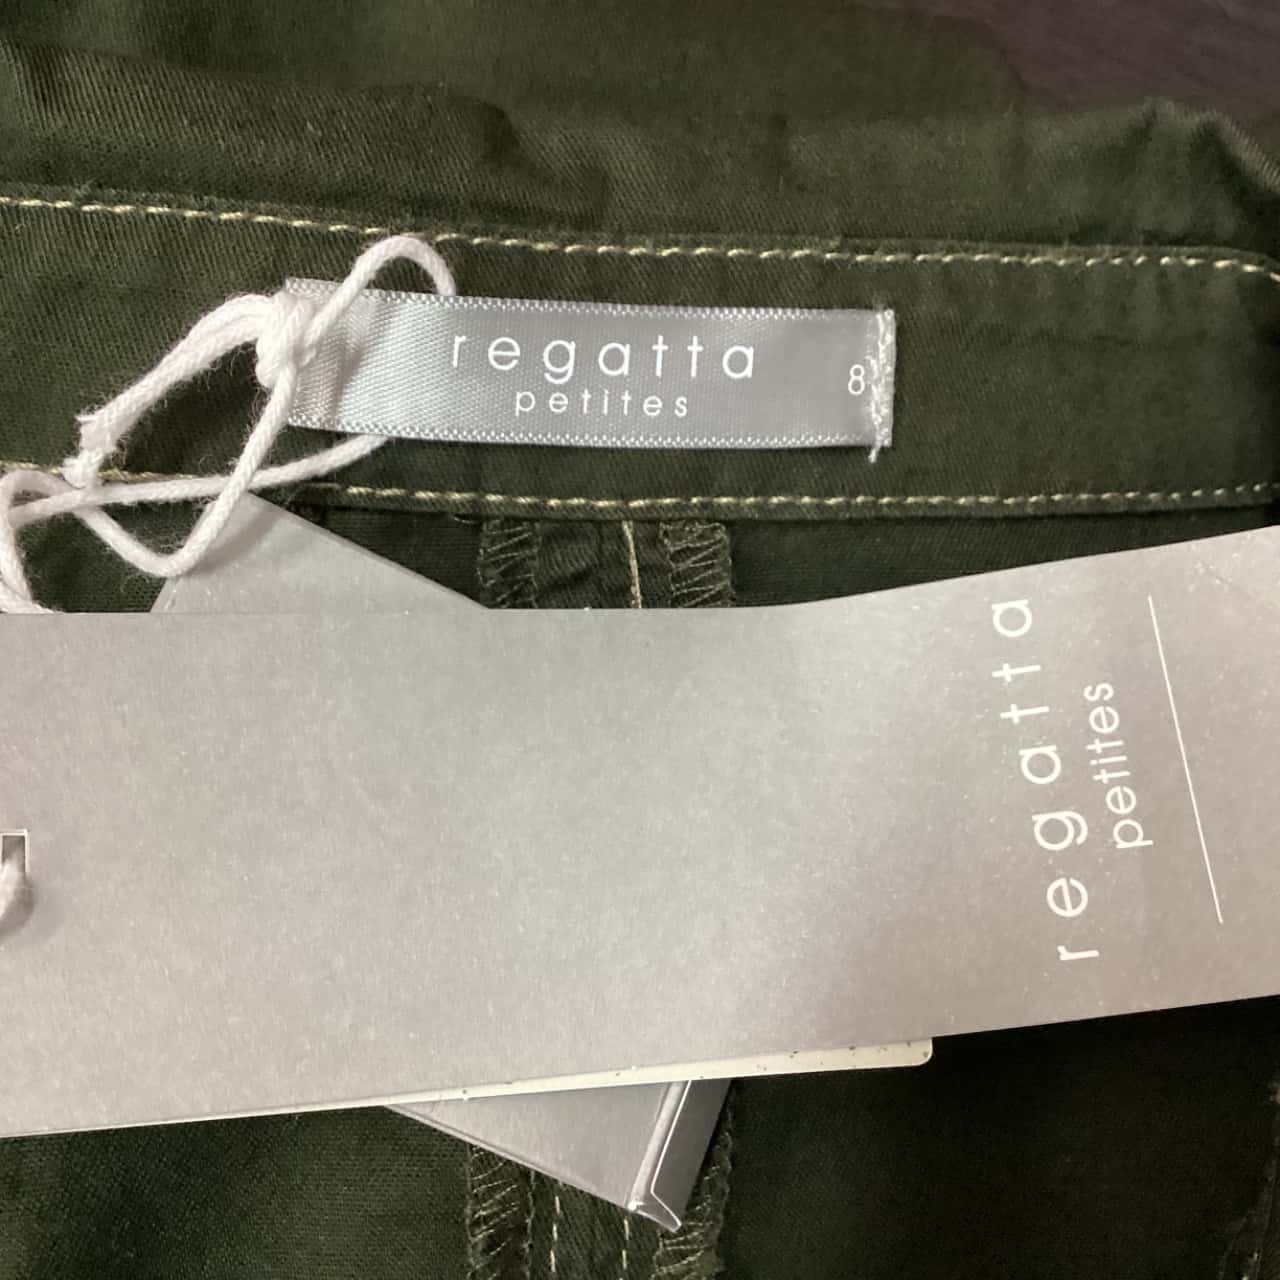 regatta
petites
8
regatta
petites